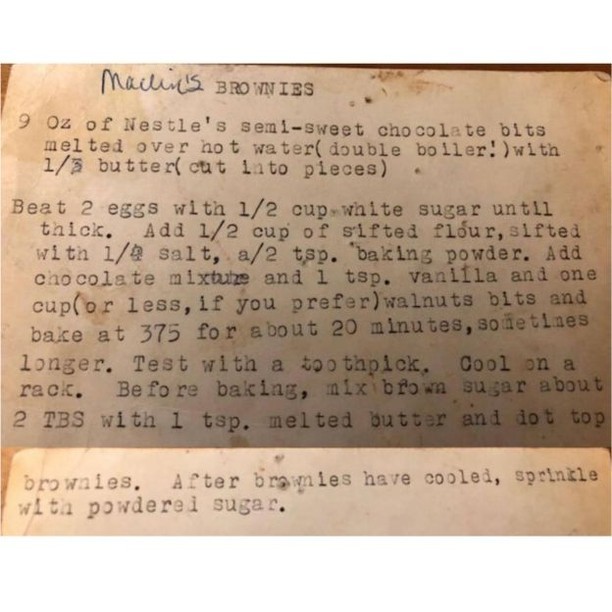 BROWNIES
9 Oz of Nestle's semi-sweet chocolate bits
melted over hot water(double boiler!)with
1/3 butter(cut into pieces)
Beat 2 eggs with 1/2 cup white sugar until
thick. Add 1/2 cup of sifted flour,sifted
with 1/4 salt, a/2 tsp. baking powder. Add
chocolate mixture and 1 tsp. vanilla and one
cup(or less,if you prefer)walnuts bits and
bake at 375 for about 20 minutes,sometimes
longer. Test with a toothpick. Cool on a
rack. Before baking, mix brown sugar about
2 TBS with 1 tsp. melted butter and dot top
brownies. After brownies have cooled, sprinkle
with powdered sugar.